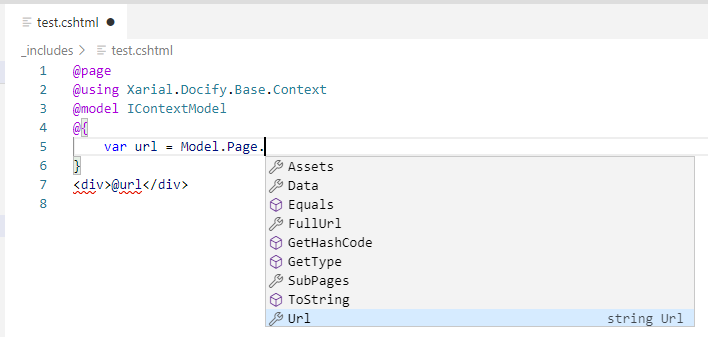 test.cshtml
_includes > test.cshtml
1 @page
2 @using Xarial.Docify.Base.Context
3 @model IContextModel
4 @{
5 var url = Model.Page.
6 }
7 <div>@url</div>
8
Assets
Data
Equals
FullUrl
GetHashCode
GetType
SubPages
ToString
Url string Url